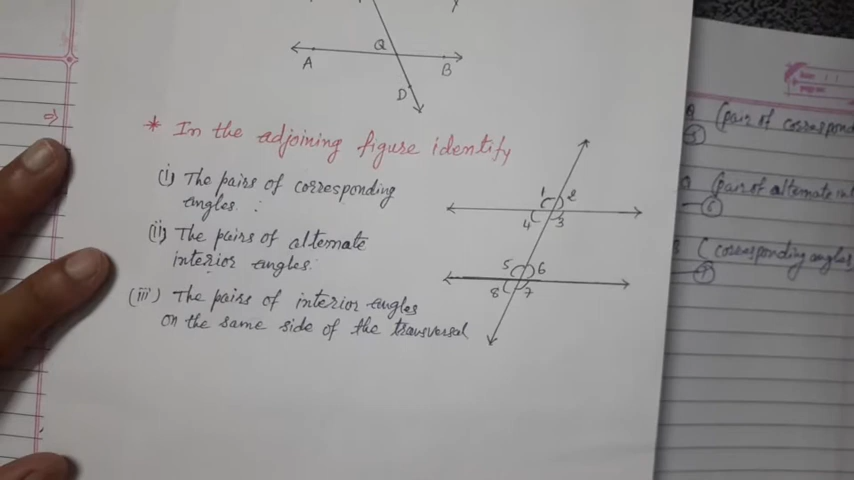 Q
A
B
D
* In the adjoining figure identify
(i) The pairs of corresponding
angles :
(ii) The pairs of alternate
interior angles.
(iii) The pairs of interior angles
on the same side of the transversal
1 2
4 3
5 6
8 7
(pair of correspond
(pair of alternate in
(corresponding angles